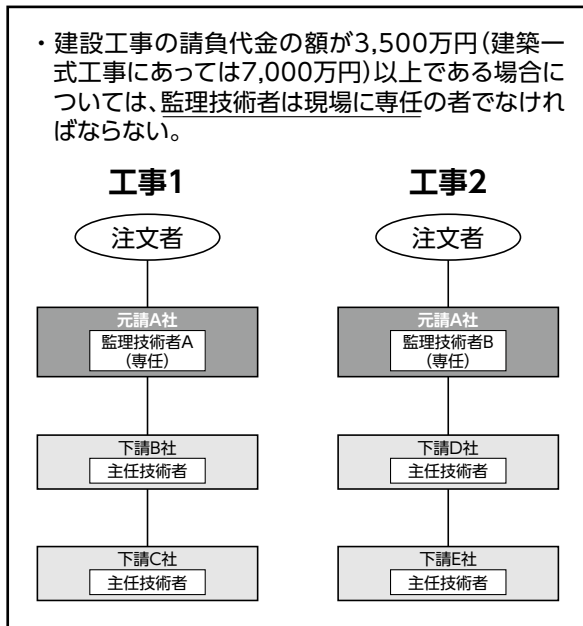 ・建設工事の請負代金の額が3,500万円(建築一
式工事にあっては7,000万円)以上である場合に
ついては、監理技術者は現場に専任の者でなけれ
ばならない。
工事1
注文者
元請A社
監理技術者A
(専任)
下請B社
主任技術者
下請C社
主任技術者
工事2
注文者
元請A社
監理技術者B
(専任)
下請D社
主任技術者
下請E社
主任技術者